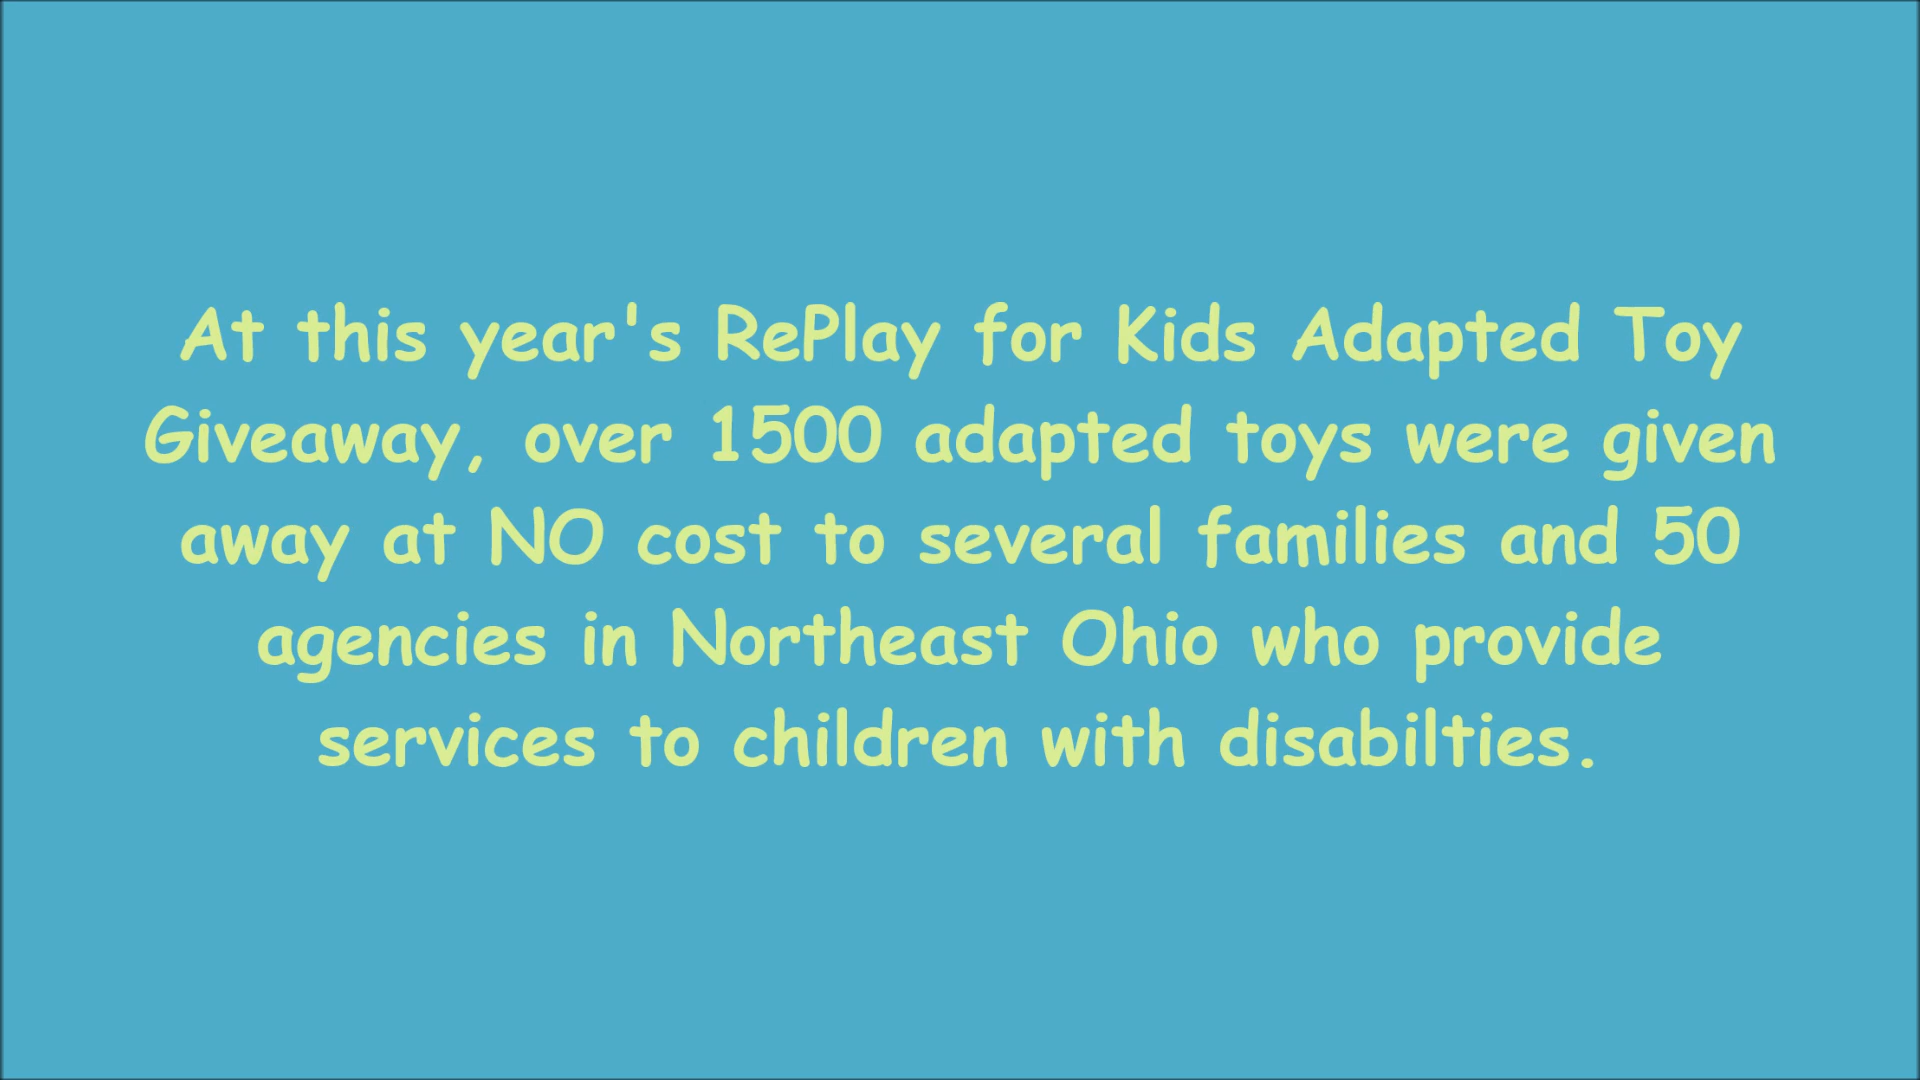 At this year's RePlay for Kids Adapted Toy
Giveaway, over 1500 adapted toys were given
away at NO cost to several families and 50
agencies in Northeast Ohio who provide
services to children with disabilties.